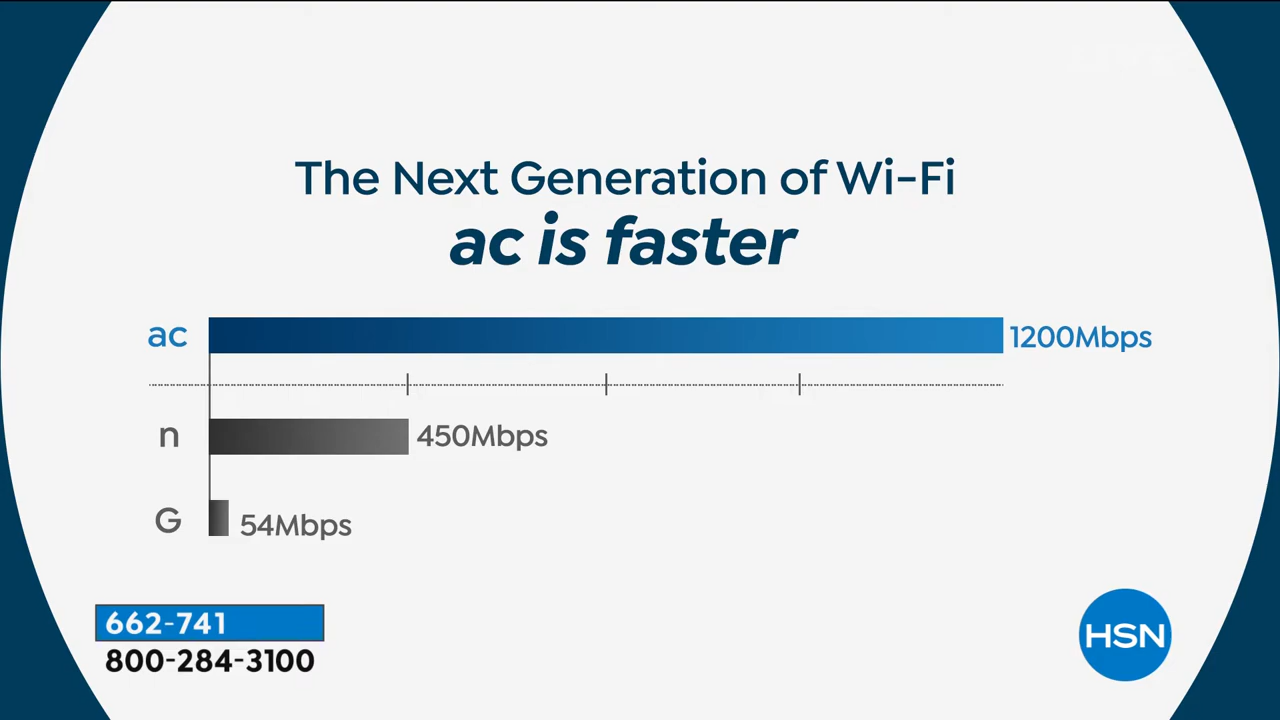 The Next Generation of Wi-Fi
ac is faster
ac 1200Mbps
n 450Mbps
G 54Mbps
662-741
800-284-3100
HSN